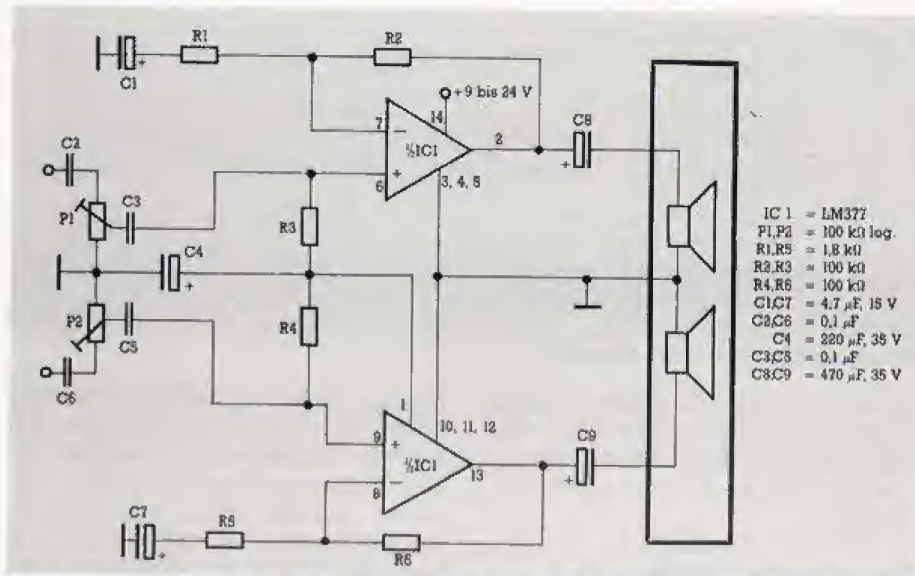 R1
R2
C1
+
+9 bis 24 V
14
C8
C2
7
−
2
½IC1
+
6
+
3, 4, 5
P1
C3
R3
C4
+
IC 1 = LM377
P1,P2 = 100 kΩ log.
R1,R5 = 1,8 kΩ
R2,R3 = 100 kΩ
R4,R6 = 100 kΩ
C1,C7 = 4,7 µF, 15 V
C2,C6 = 0,1 µF
C4 = 220 µF, 35 V
C3,C5 = 0,1 µF
C8,C9 = 470 µF, 35 V
P2
C5
R4
C6
1
10, 11, 12
9
+
C9
½IC1
8
−
13
+
C7
R5
+
R6